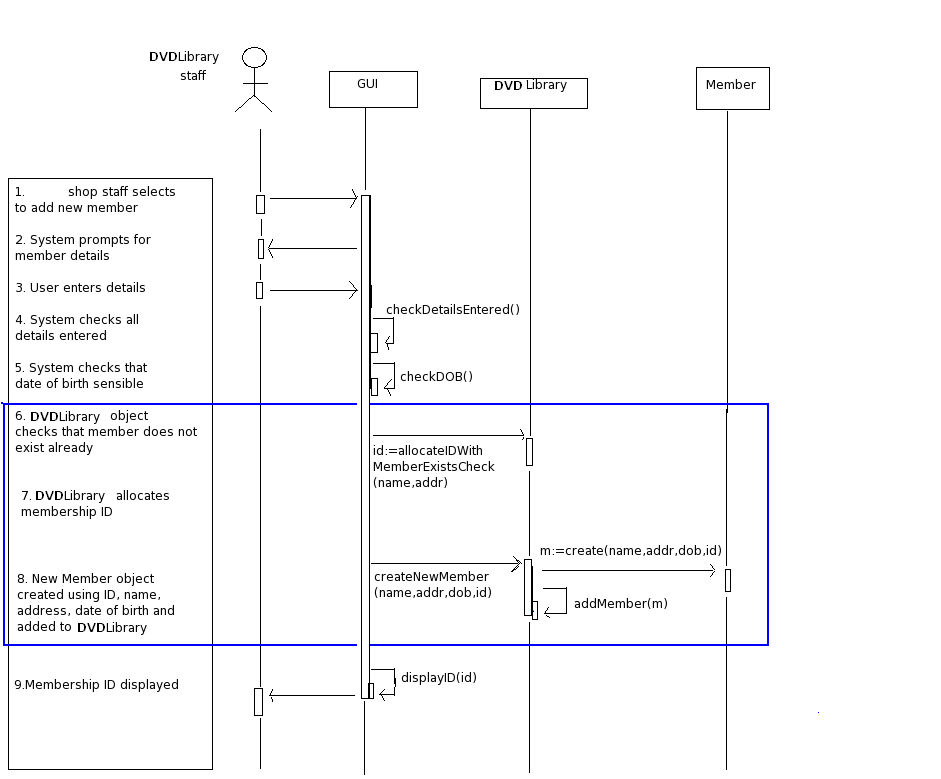 DVDLibrary
staff
GUI
DVD Library
Member
1. shop staff selects
to add new member
2. System prompts for
member details
3. User enters details
4. System checks all
details entered
5. System checks that
date of birth sensible
6. DVDLibrary object
checks that member does not
exist already
7. DVDLibrary allocates
membership ID
8. New Member object
created using ID, name,
address, date of birth and
added to DVDLibrary
9.Membership ID displayed
checkDetailsEntered()
checkDOB()
id:=allocateIDWith
MemberExistsCheck
(name,addr)
m:=create(name,addr,dob,id)
createNewMember
(name,addr,dob,id)
addMember(m)
displayID(id)